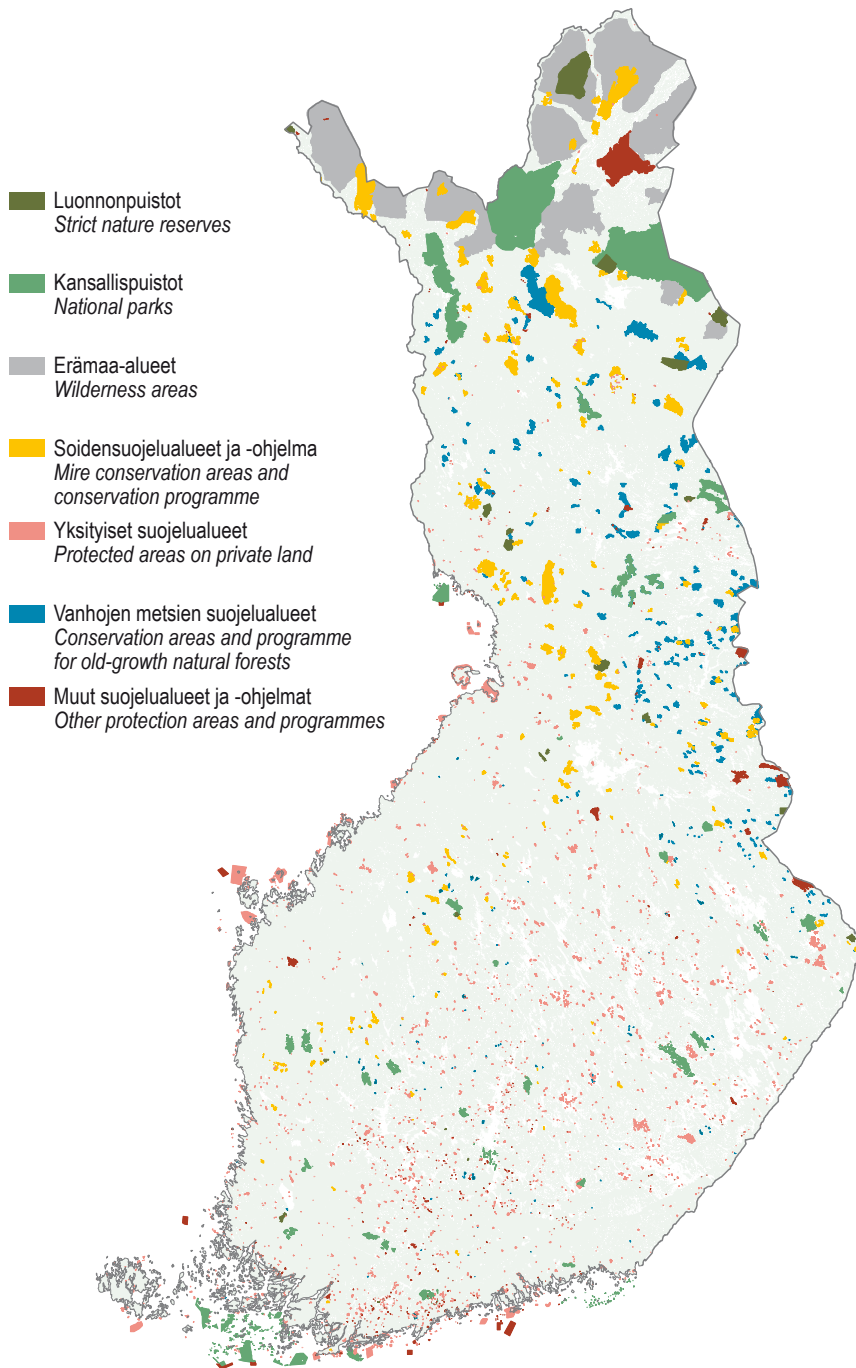 Luonnonpuistot
Strict nature reserves
Kansallispuistot
National parks
Erämaa-alueet
Wilderness areas
Soidensuojelualueet ja -ohjelma
Mire conservation areas and
conservation programme
Yksityiset suojelualueet
Protected areas on private land
Vanhojen metsien suojelualueet
Conservation areas and programme
for old-growth natural forests
Muut suojelualueet ja -ohjelmat
Other protection areas and programmes